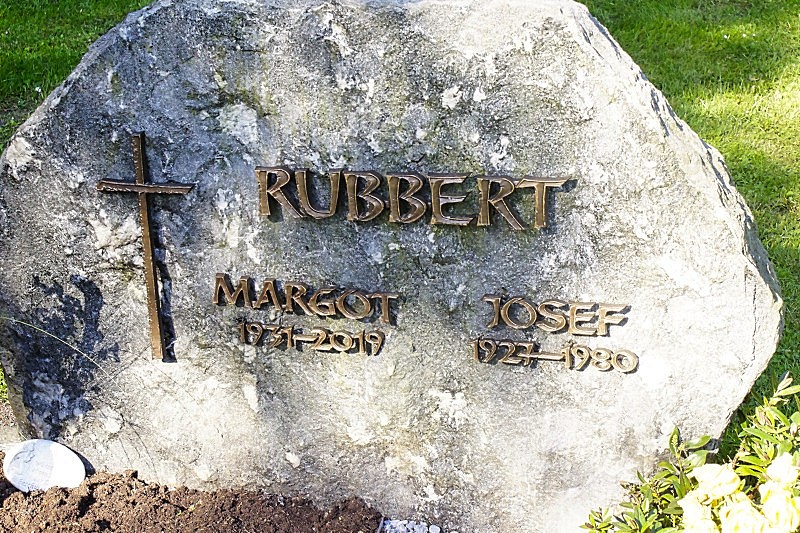 RUBBERT
MARGOT
1931-2019
JOSEF
1927-1980